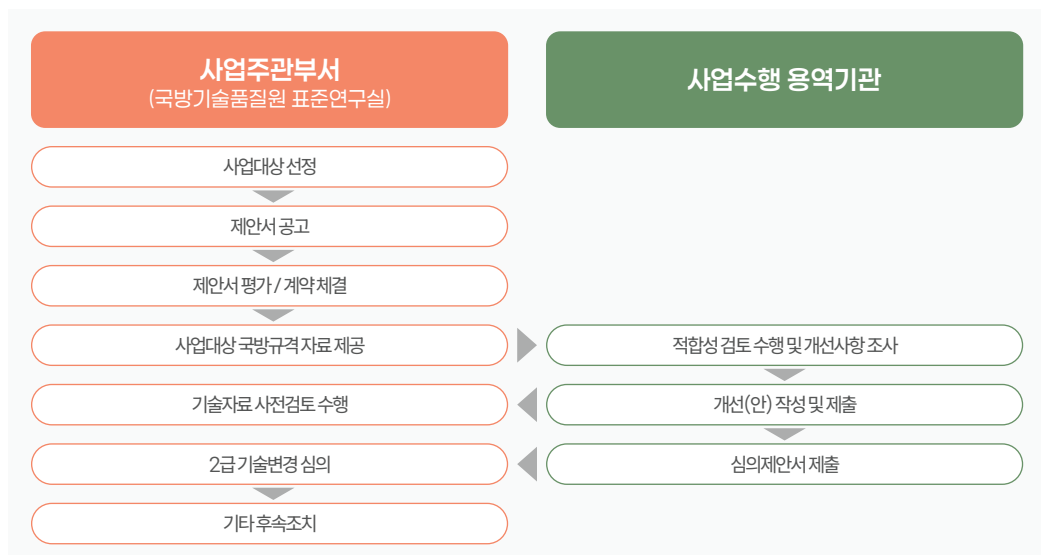 사업주관부서
(국방기술품질원 표준연구실)
사업수행 용역기관
사업대상 선정
제안서 공고
제안서 평가 / 계약 체결
사업대상 국방규격 자료 제공
적합성 검토 수행 및 개선사항 조사
기술자료 사전검토 수행
개선(안) 작성 및 제출
2급 기술변경 심의
심의제안서 제출
기타 후속조치